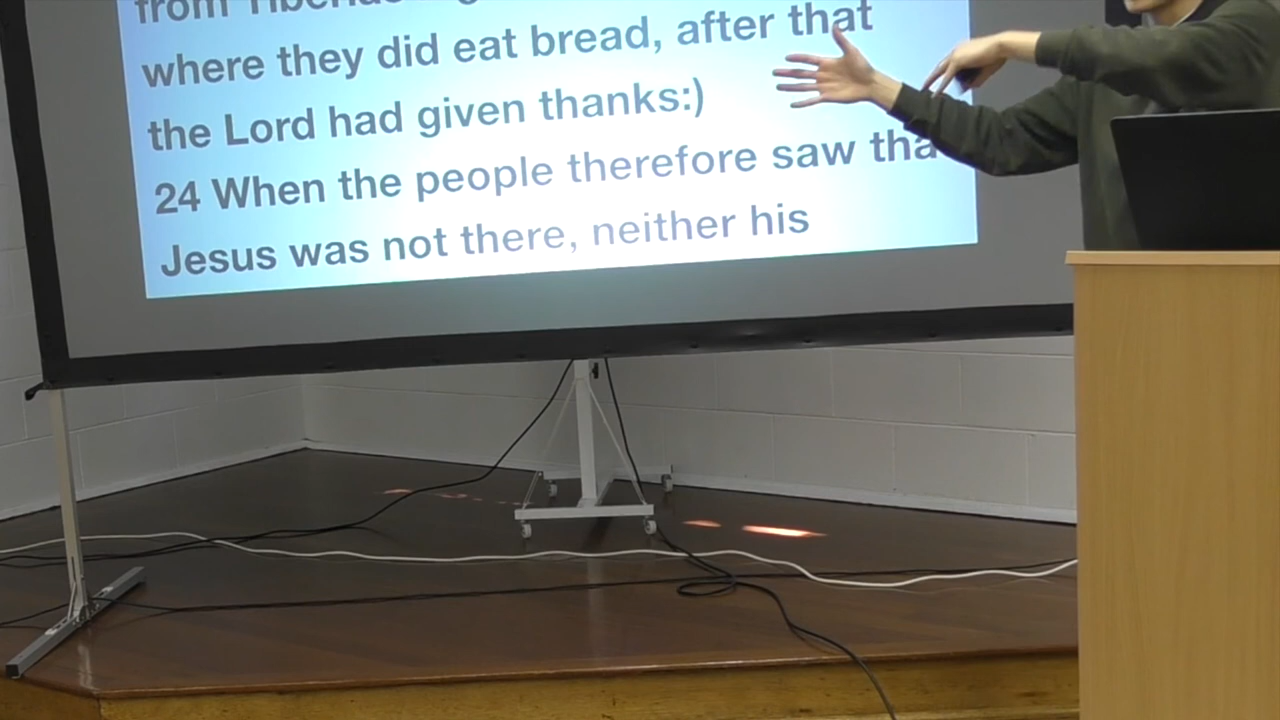 from
where they did eat bread, after that
the Lord had given thanks:)
24 When the people therefore saw
Jesus was not there, neither his